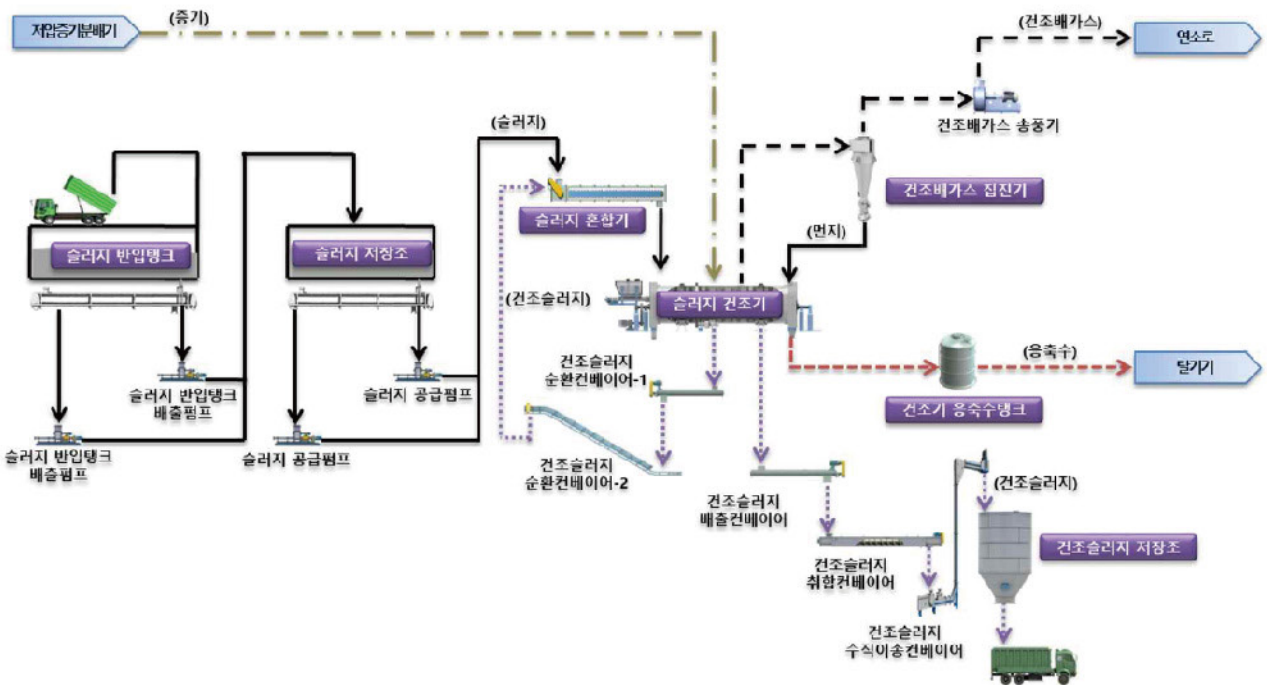 저압증기분배기
(증기)
(건조배가스)
연소로
건조배가스 송풍기
(슬러지)
건조배가스 집진기
슬러지 혼합기
(먼지)
슬러지 반입탱크
슬러지 저장조
(건조슬러지)
슬러지 건조기
건조슬러지
순환컨베이어-1
(응축수)
탈기기
슬러지 반입탱크
배출펌프
슬러지 공급펌프
건조기 응축수탱크
슬러지 반입탱크
배출펌프
슬러지 공급펌프
건조슬러지
순환컨베이어-2
건조슬러지
배출컨베이어
(건조슬러지)
건조슬러지 저장조
건조슬러지
취합컨베이어
건조슬러지
수직이송컨베이어